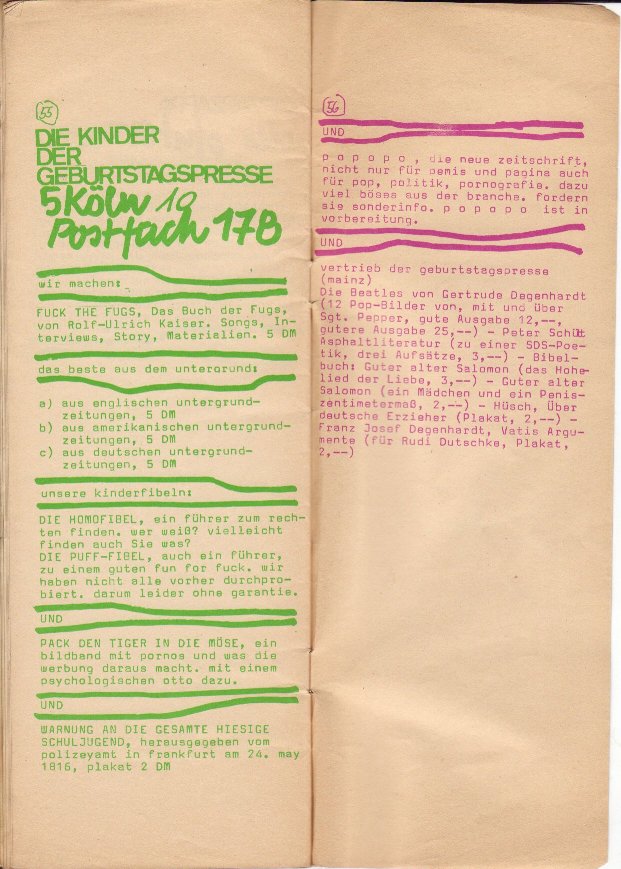 55
DIE KINDER
DER
GEBURTSTAGSPRESSE
5 Köln 19
Postfach 178
wir machen:
FUCK THE FUGS, Das Buch der Fugs,
von Rolf-Ulrich Kaiser. Songs, In-
terviews, Story, Materialien. 5 DM
das beste aus dem untergrund:
a) aus englischen untergrund-
zeitungen, 5 DM
b) aus amerikanischen untergrund-
zeitungen, 5 DM
c) aus deutschen untergrund-
zeitungen, 5 DM
unsere kinderfibeln:
DIE HOMOFIBEL, ein führer zum rech-
ten finden. wer weiß? vielleicht
finden auch Sie was?
DIE PUFF-FIBEL, auch ein führer,
zu einem guten fun for fuck. wir
haben nicht alle vorher durchpro-
biert. darum leider ohne garantie.
UND
PACK DEN TIGER IN DIE MÖSE, ein
bildband mit pornos und was die
werbung daraus macht. mit einem
psychologischen otto dazu.
UND
WARNUNG AN DIE GESAMTE HIESIGE
SCHULJUGEND, herausgegeben vom
polizeyamt in frankfurt am 24. may
1816, plakat 2 DM
56
UND
p o p o p o , die neue zeitschrift,
nicht nur für penis und pagina auch
für pop, politik, pornografie. dazu
viel böses aus der branche. fordern
sie sonderinfo. p o p o p o ist in
vorbereitung.
UND
vertrieb der geburtstagspresse
(mainz)
Die Beatles von Gertrude Degenhardt
(12 Pop-Bilder von, mit und über
Sgt. Pepper, gute Ausgabe 12,--,
gutere Ausgabe 25,--) - Peter Schütt
Asphaltliteratur (zu einer SDS-Poe-
tik, drei Aufsätze, 3,--) - Bibel-
buch: Guter alter Salomon (das Hohe-
lied der Liebe, 3,--) - Guter alter
Salomon (ein Mädchen und ein Penis-
zentimetermaß, 2,--) - Hüsch, Über
deutsche Erzieher (Plakat, 2,--) -
Franz Josef Degenhardt, Vatis Argu-
mente (für Rudi Dutschke, Plakat,
2,--)